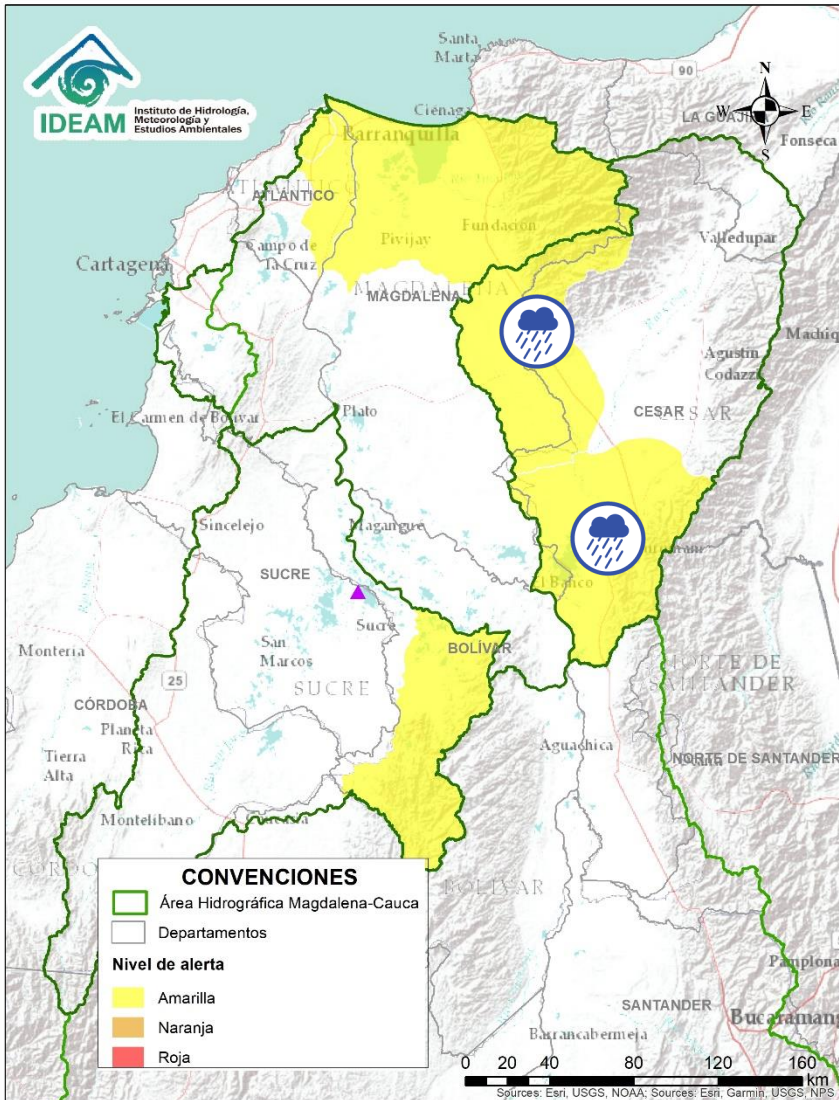 IDEAM
Instituto de Hidrología,
Meteorología y
Estudios Ambientales
Santa
Marta
90
N
W
E
S
LA GUAJI
Fonseca
Ciénaga
Barranquilla
ATLÁNTICO
ATLÁNTICO
Cartagena
Campo de
la Cruz
Pivijay
Fundación
Valledupar
MAGDALENA
MAGDALENA
Agustín
Codazzi
CESAR
CESAR
El Carmen de Bolívar
Plato
Sincelejo
Magangué
SUCRE
El Banco
Sucre
San
Marcos
BOLÍVAR
Montería
SUCRE
NORTE DE
SANTANDER
25
CÓRDOBA
Planeta
Rica
Aguachica
NORTE DE SANTANDER
Tierra
Alta
Montelíbano
BOLÍVAR
CONVENCIONES
Área Hidrográfica Magdalena-Cauca
Departamentos
Nivel de alerta
Amarilla
Naranja
Roja
Pamplona
SANTANDER
Bucaramang
Barrancabermeja
0 20 40 80 120 160
km
Sources: Esri, USGS, NOAA; Sources: Esri, Garmin, USGS, NPS